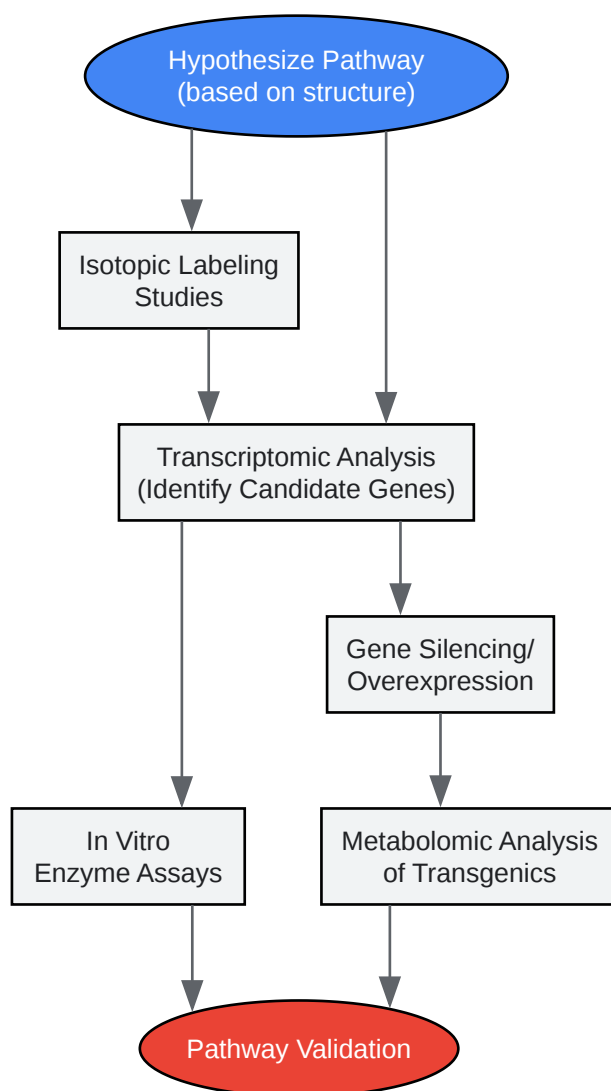 Hypothesize Pathway
(based on structure)
Isotopic Labeling
Studies
Transcriptomic Analysis
(Identify Candidate Genes)
Gene Silencing/
Overexpression
In Vitro
Enzyme Assays
Metabolomic Analysis
of Transgenics
Pathway Validation